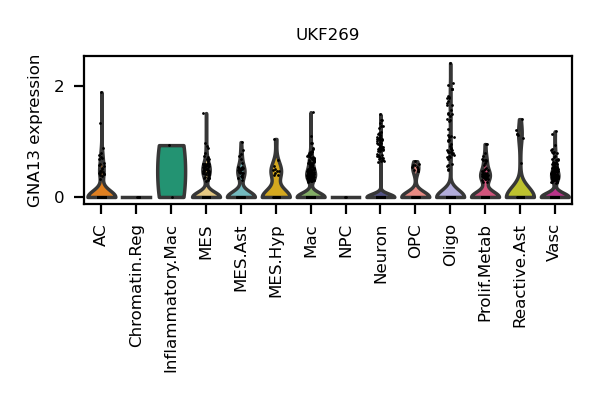 UKF269
GNA13 expression
2
0
AC
Chromatin.Reg
Inflammatory.Mac
MES
MES.Ast
MES.Hyp
Mac
NPC
Neuron
OPC
Oligo
Prolif.Metab
Reactive.Ast
Vasc